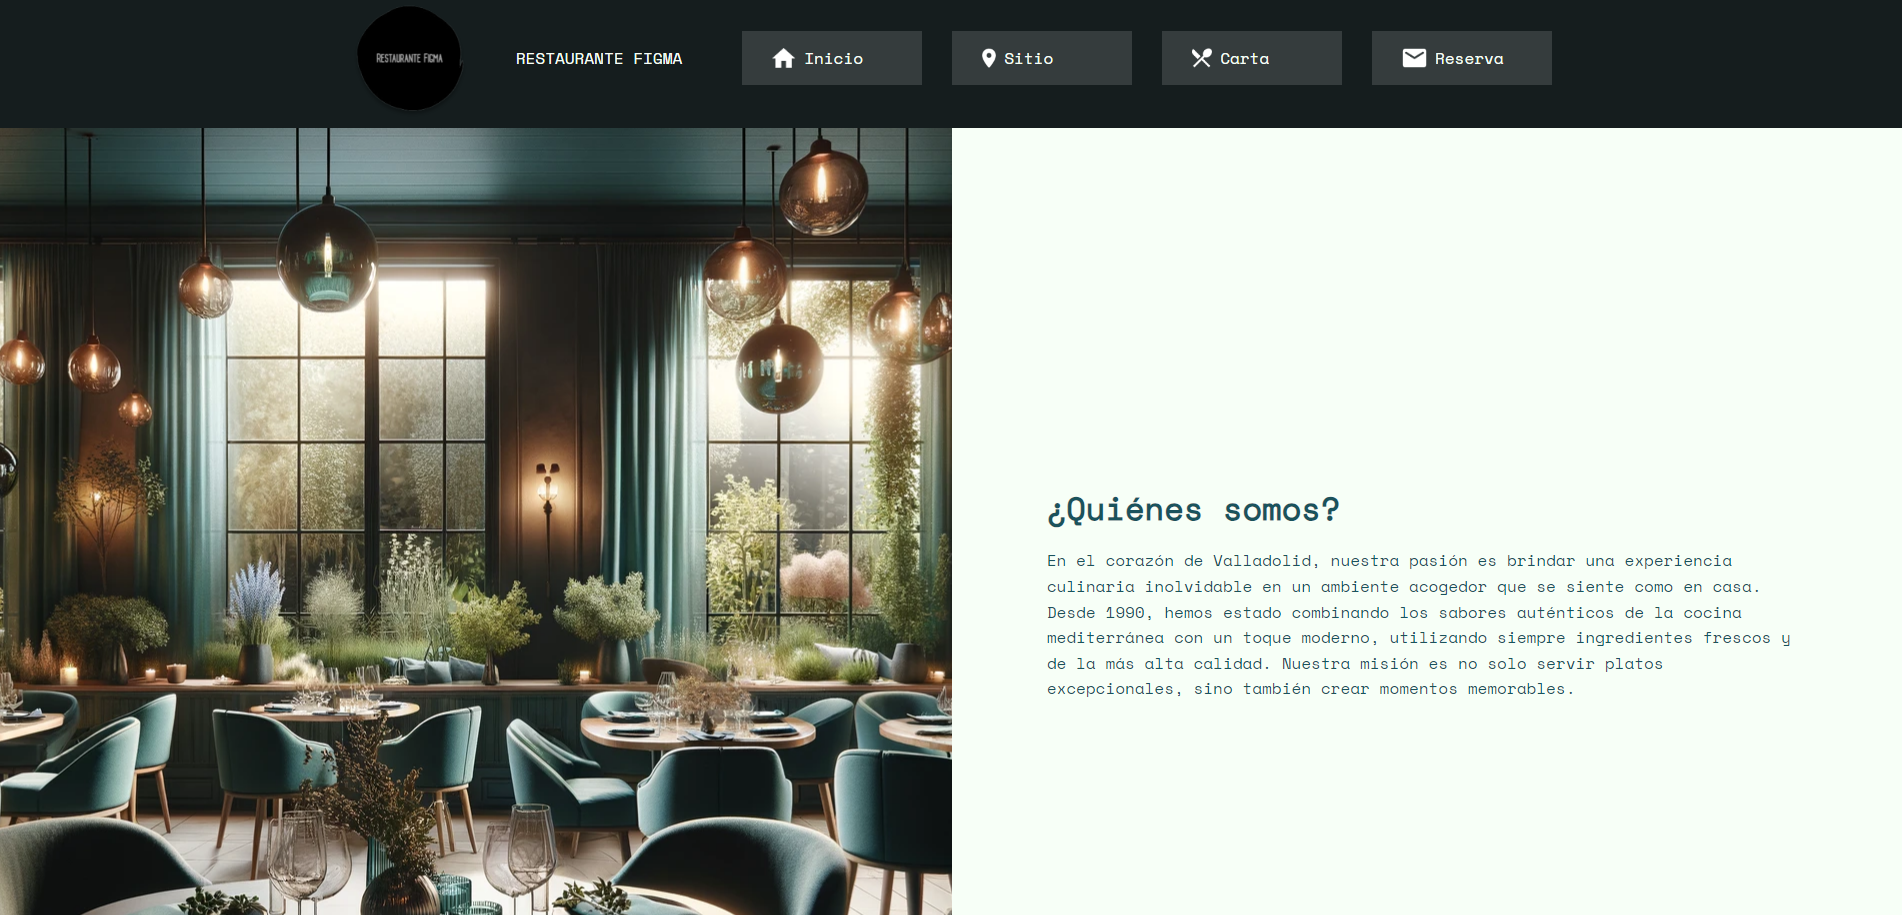 RESTAURANTE FIGMA
RESTAURANTE FIGMA
Inicio
Sitio
Carta
Reserva
¿Quiénes somos?
En el corazón de Valladolid, nuestra pasión es brindar una experiencia
culinaria inolvidable en un ambiente acogedor que se siente como en casa.
Desde 1990, hemos estado combinando los sabores auténticos de la cocina
mediterránea con un toque moderno, utilizando siempre ingredientes frescos y
de la más alta calidad. Nuestra misión es no solo servir platos
excepcionales, sino también crear momentos memorables.